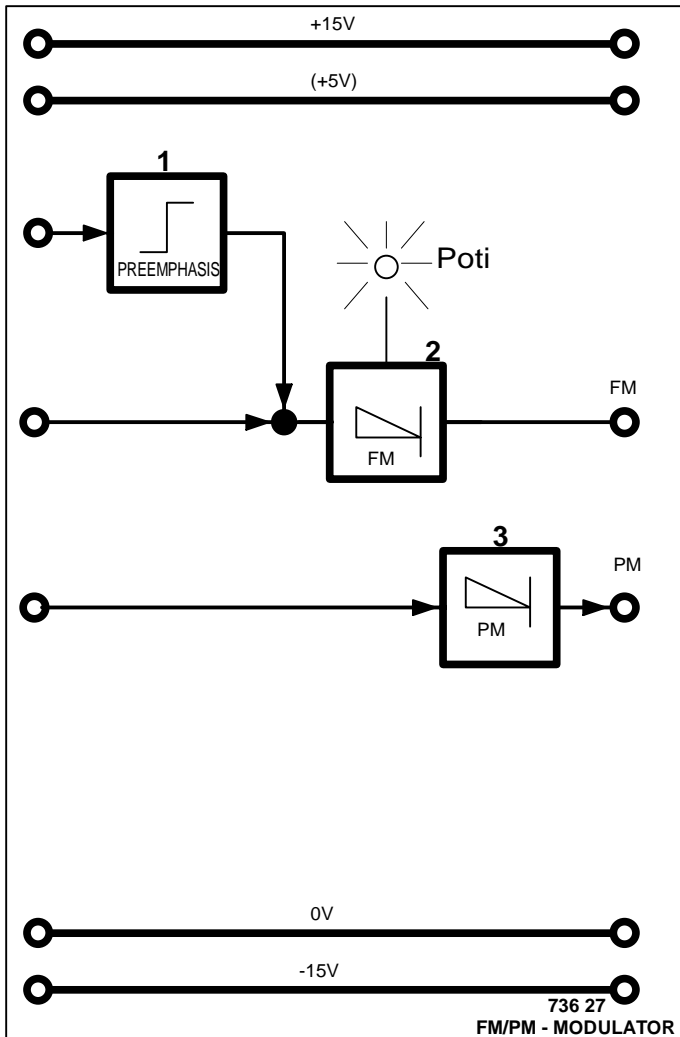 +15V
(+5V)
1
PREEMPHASIS
Poti
2
FM
FM
3
PM
PM
0V
-15V
736 27
FM/PM - MODULATOR